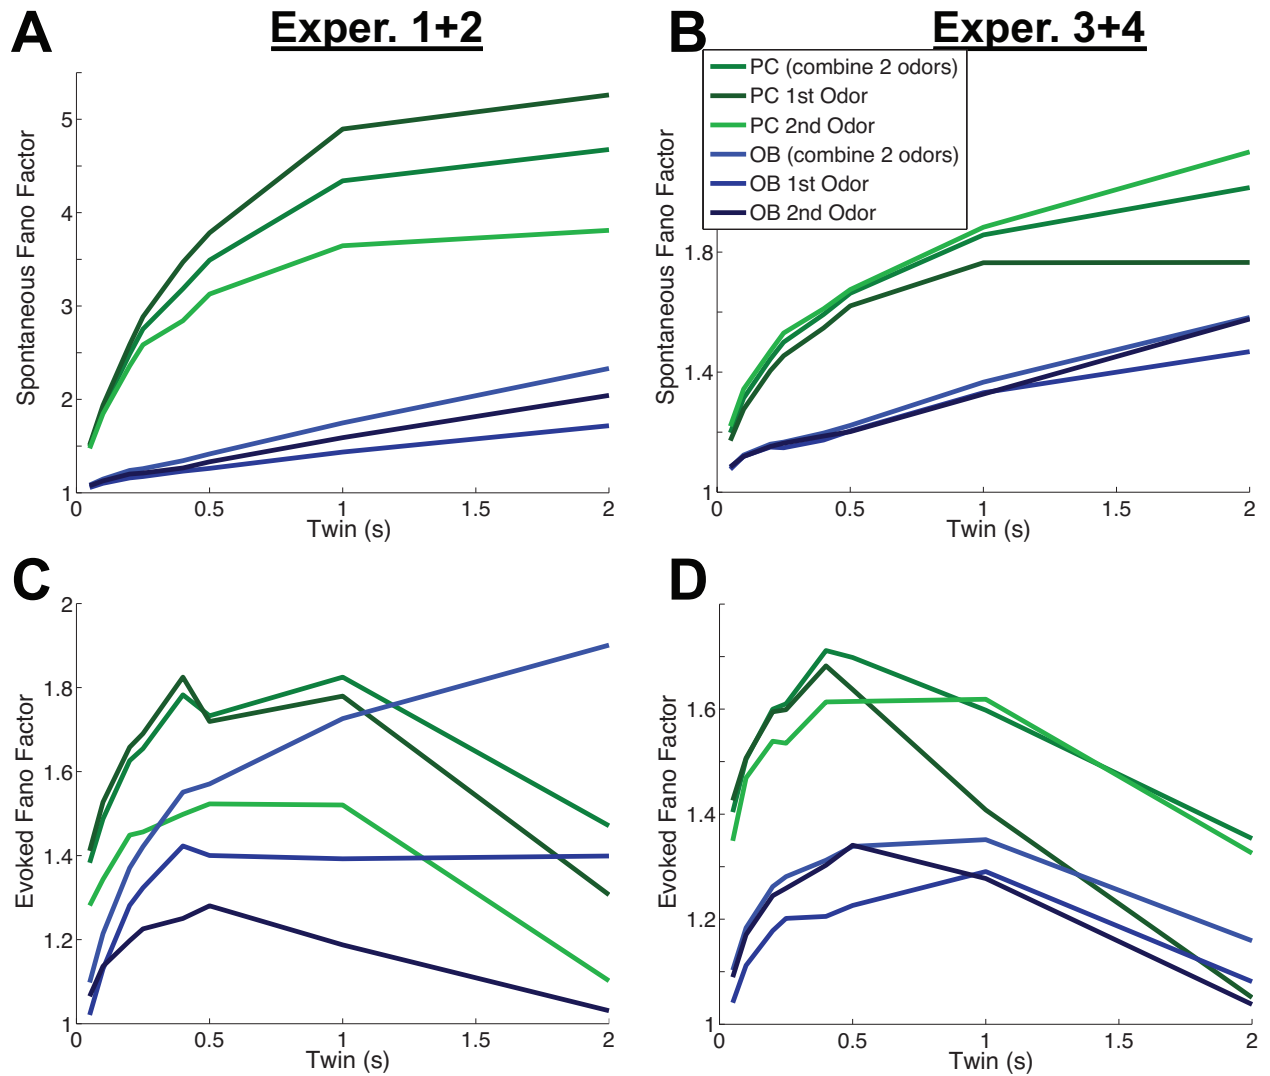 A
Exper. 1+2
B
Exper. 3+4
PC (combine 2 odors)
PC 1st Odor
PC 2nd Odor
OB (combine 2 odors)
OB 1st Odor
OB 2nd Odor
Spontaneous Fano Factor
5
4
3
2
1
0
0.5
1
1.5
2
Twin (s)
Spontaneous Fano Factor
1.8
1.4
1
0
0.5
1
1.5
2
Twin (s)
C
Evoked Fano Factor
2
1.8
1.6
1.4
1.2
1
0
0.5
1
1.5
2
Twin (s)
D
Evoked Fano Factor
1.6
1.4
1.2
1
0
0.5
1
1.5
2
Twin (s)